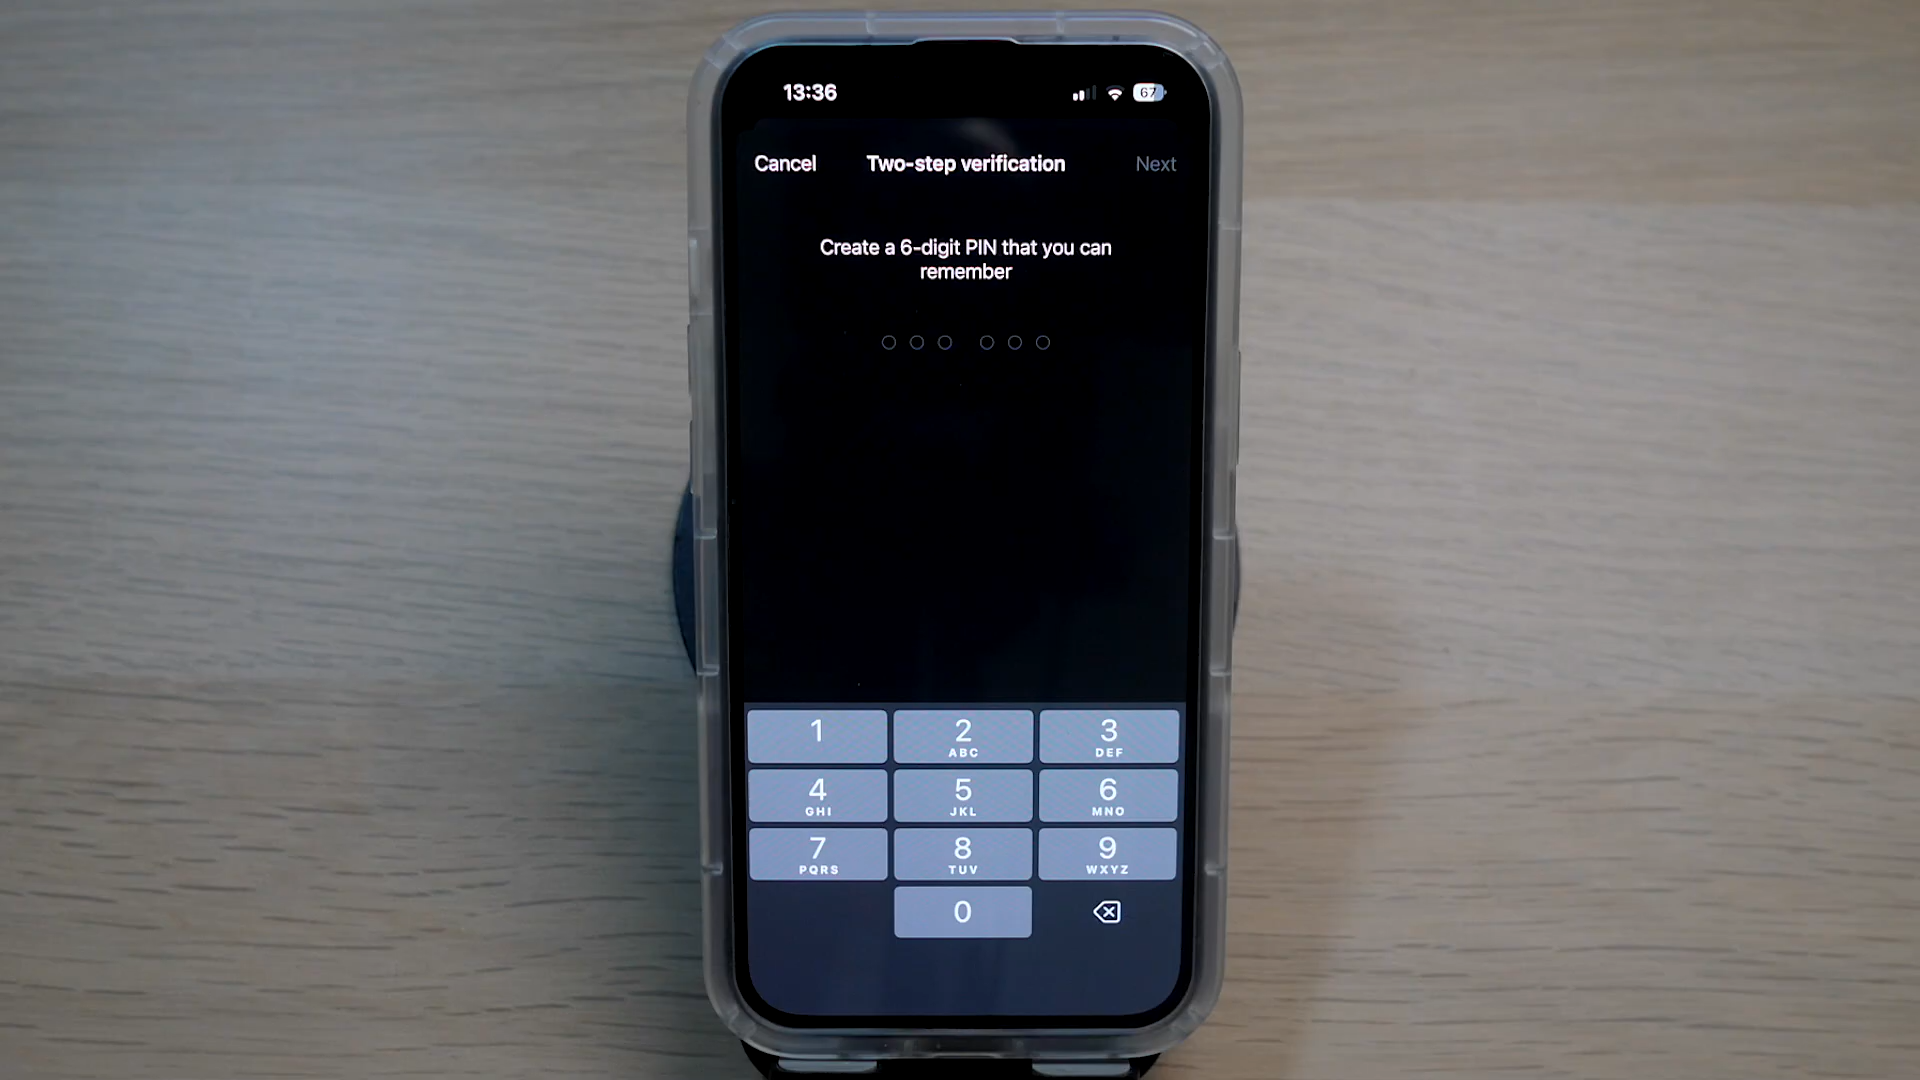 13:36
67
Cancel Two-step verification Next
Create a 6-digit PIN that you can
remember
1 2 3
ABC DEF
4 5 6
GHI JKL MNO
7 8 9
PQRS TUV WXYZ
0